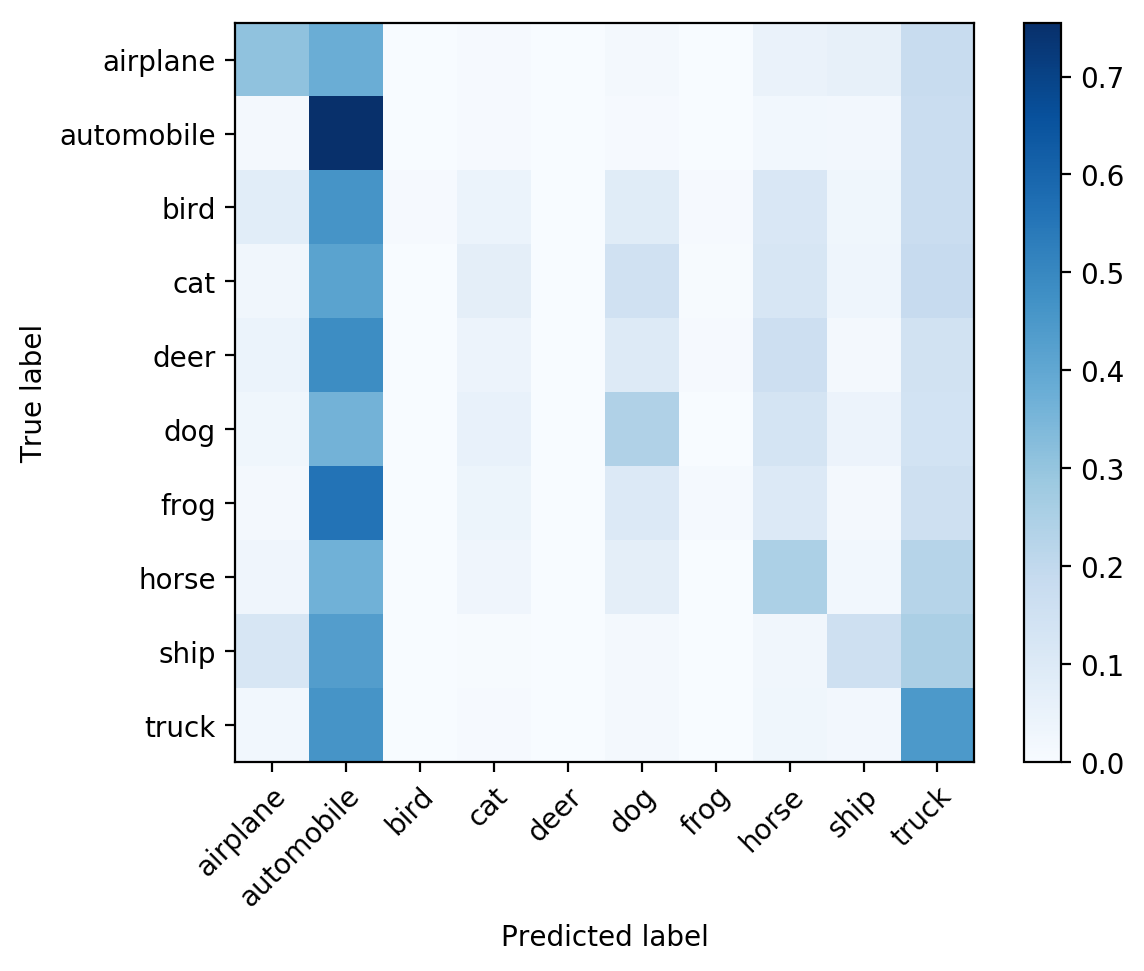 airplane
automobile
bird
cat
deer
dog
frog
horse
ship
truck
True label
airplane
automobile
bird
cat
deer
dog
frog
horse
ship
truck
Predicted label
0.7
0.6
0.5
0.4
0.3
0.2
0.1
0.0